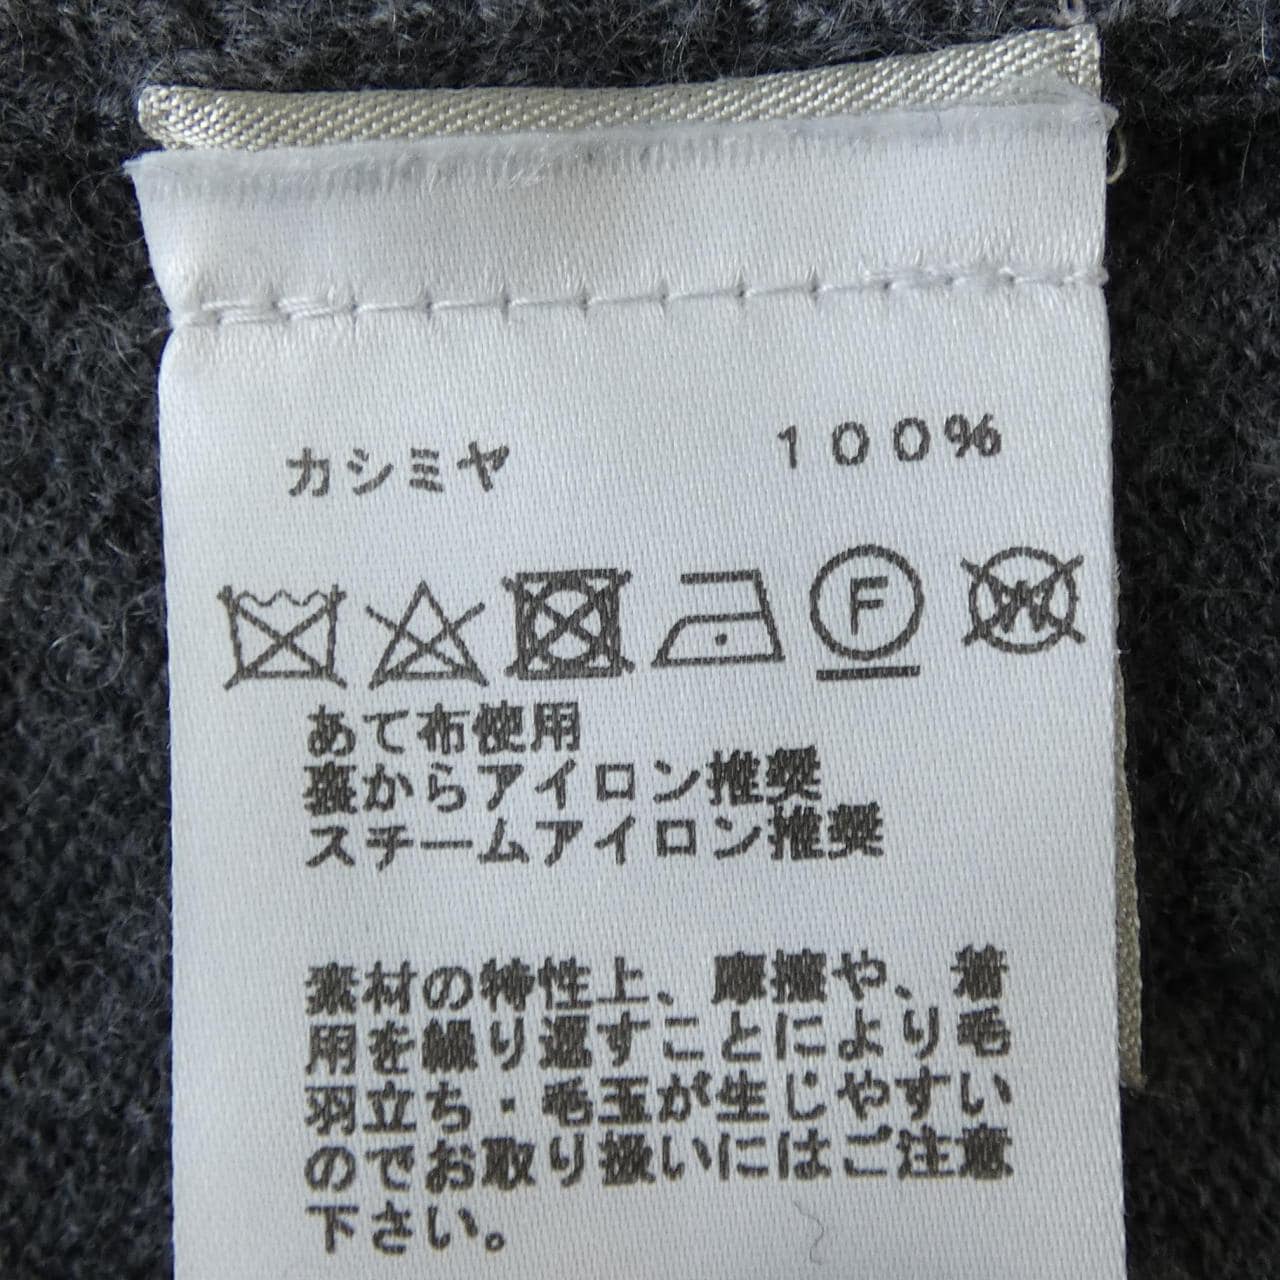 カシミヤ 100%
F
W
あて布使用
裏からアイロン推奨
スチームアイロン推奨
素材の特性上、摩擦や、着
用を繰り返すことにより毛
羽立ち・毛玉が生じやすい
のでお取り扱いにはご注意
下さい。